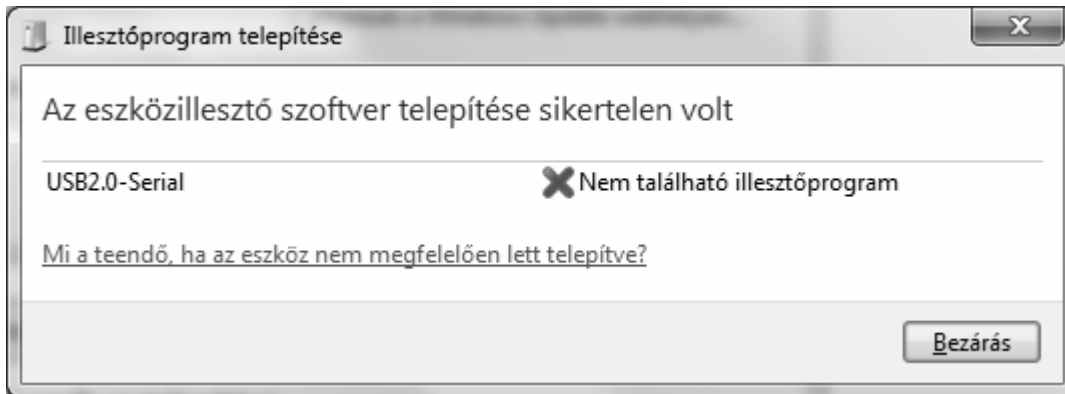 Illesztőprogram telepítése
Az eszközillesztő szoftver telepítése sikertelen volt
USB2.0-Serial Nem található illesztőprogram
Mi a teendő, ha az eszköz nem megfelelően lett telepítve?
Bezárás